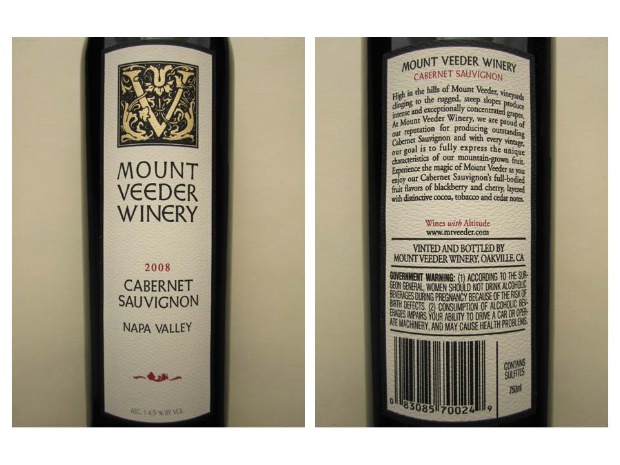 V
MOUNT
VEEDER
WINERY
2008
CABERNET
SAUVIGNON
NAPA VALLEY
ALC. 14.5% BY VOL.
MOUNT VEEDER WINERY
CABERNET SAUVIGNON
High in the hills of Mount Veeder, vineyards
clinging to the rugged, steep slopes produce
intense and exceptionally concentrated grapes.
At Mount Veeder Winery, we are proud of
our reputation for producing outstanding
Cabernet Sauvignon and with every vintage,
our goal is to fully express the unique
characteristics of our mountain-grown fruit.
Experience the magic of Mount Veeder as you
enjoy our Cabernet Sauvignon's full-bodied
fruit flavors of blackberry and cherry, layered
with distinctive cocoa, tobacco and cedar notes.
Wines with Altitude
www.mtveeder.com
VINTED AND BOTTLED BY
MOUNT VEEDER WINERY, OAKVILLE, CA
GOVERNMENT WARNING: (1) ACCORDING TO THE SUR-
GEON GENERAL, WOMEN SHOULD NOT DRINK ALCOHOLIC
BEVERAGES DURING PREGNANCY BECAUSE OF THE RISK OF
BIRTH DEFECTS. (2) CONSUMPTION OF ALCOHOLIC BEV-
ERAGES IMPAIRS YOUR ABILITY TO DRIVE A CAR OR OPER-
ATE MACHINERY, AND MAY CAUSE HEALTH PROBLEMS.
CONTAINS
SULFITES
750ml
0 83085 70024 9